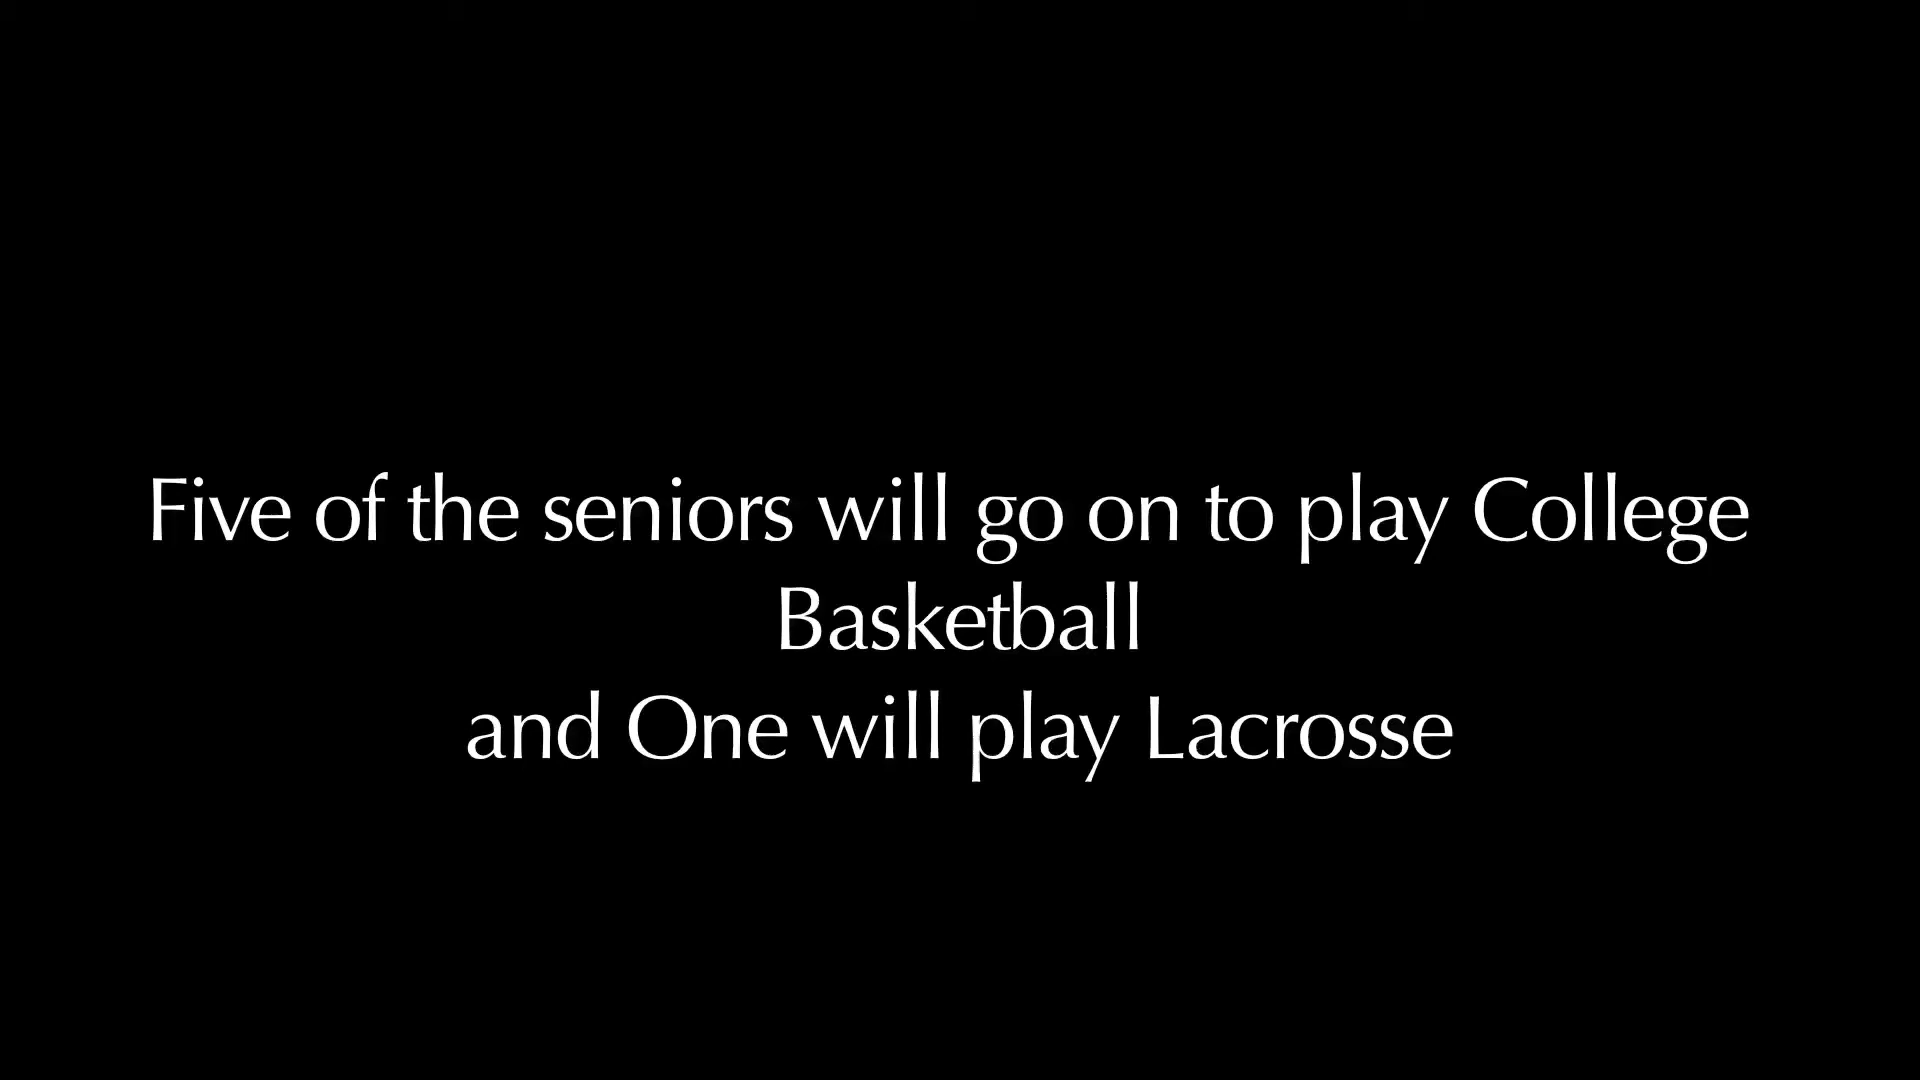 Five of the seniors will go on to play College
Basketball
and One will play Lacrosse